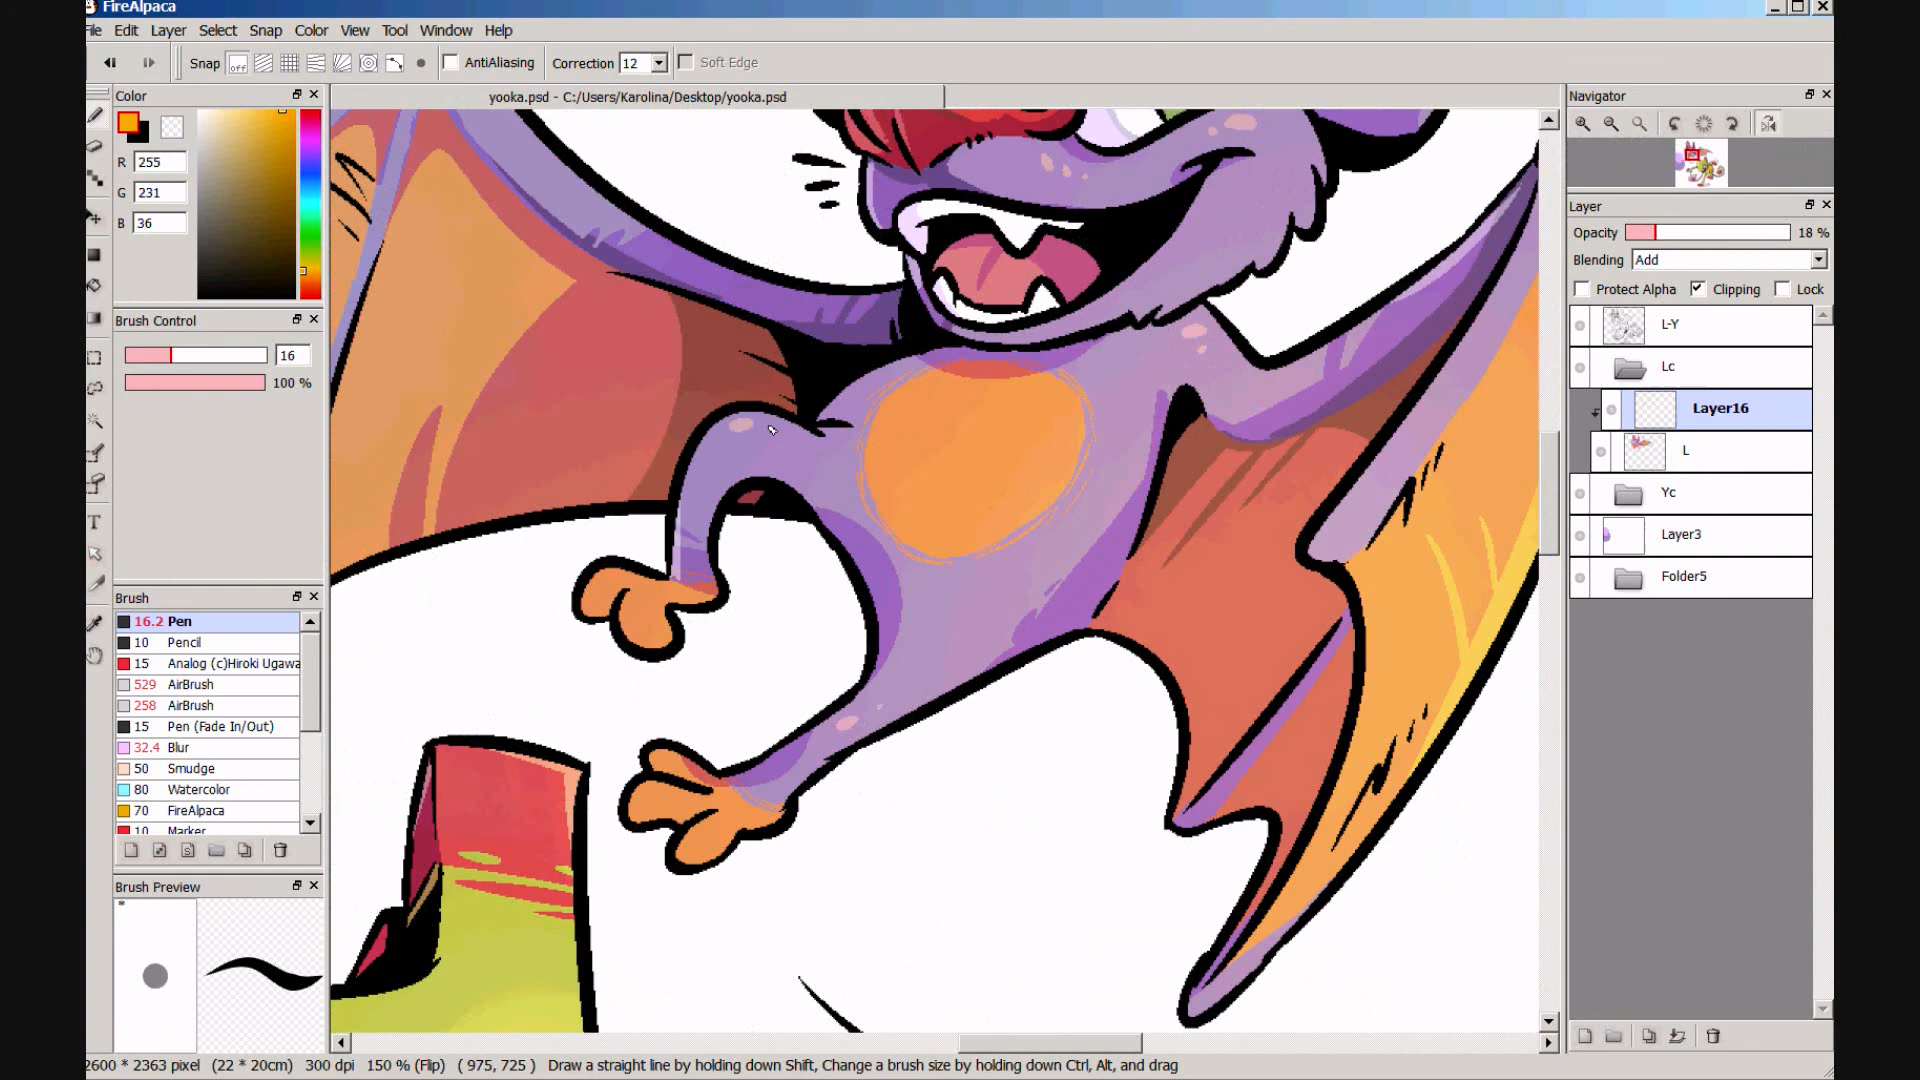 FireAlpaca
File Edit Layer Select Snap Color View Tool Window Help
Snap off AntiAliasing Correction 12 Soft Edge
Color
yooka.psd - C:/Users/Karolina/Desktop/yooka.psd
Navigator
R 255
G 231
B 36
Layer
Opacity 18 %
Blending Add
Protect Alpha Clipping Lock
Brush Control
16
100 %
L-Y
Lc
Layer16
L
Yc
Layer3
Folder5
Brush
16.2 Pen
10 Pencil
15 Analog (c)Hiroki Ugawa
529 AirBrush
258 AirBrush
15 Pen (Fade In/Out)
32.4 Blur
50 Smudge
80 Watercolor
70 FireAlpaca
10 Marker
Brush Preview
*
2600 * 2363 pixel (22 * 20cm) 300 dpi 150 % (Flip) ( 975, 725 ) Draw a straight line by holding down Shift, Change a brush size by holding down Ctrl, Alt, and drag